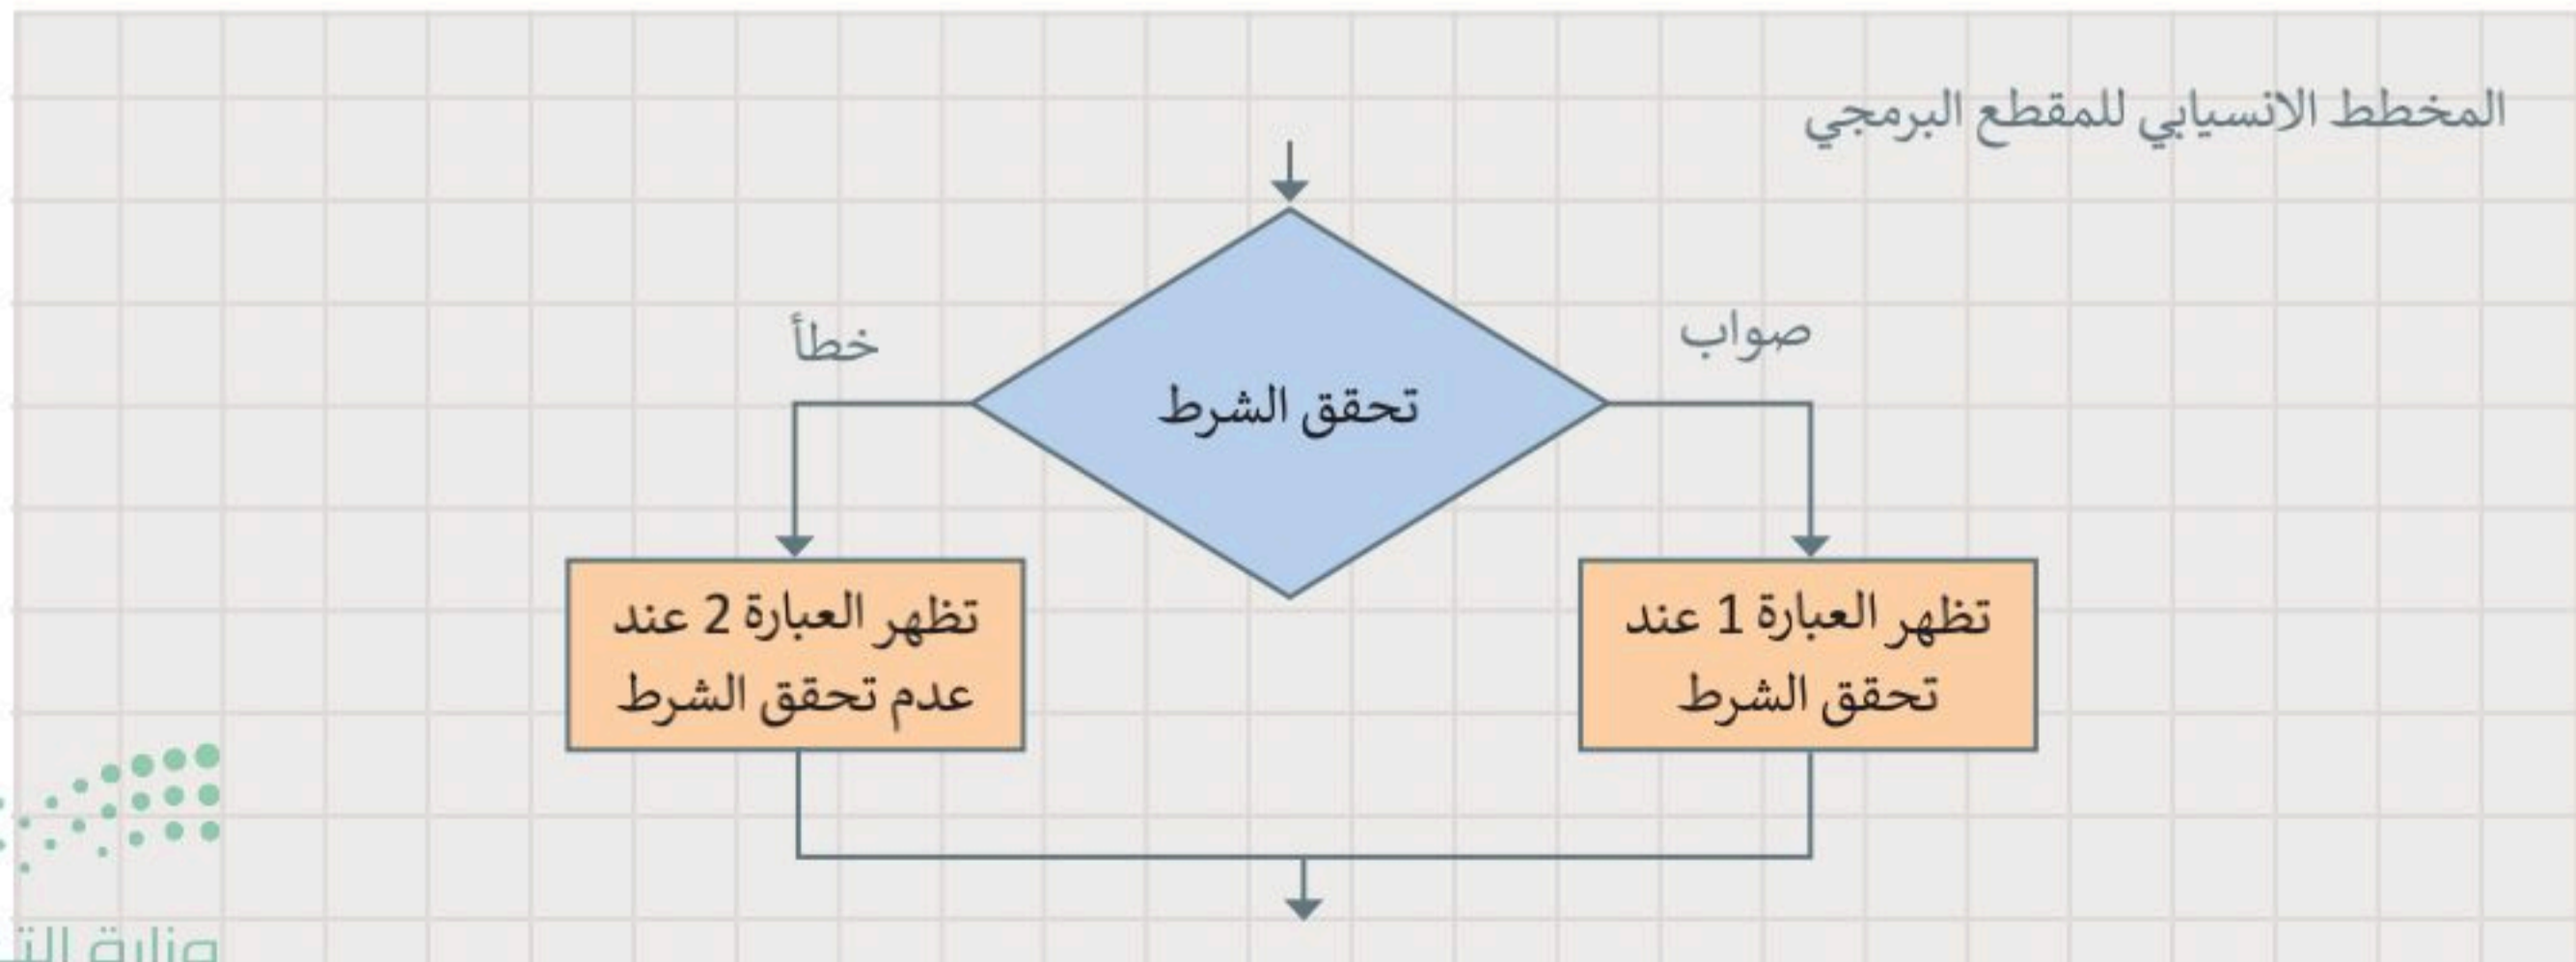 المخطط الانسيابي للمقطع البرمجي
صواب
خطأ
تحقق الشرط
تظهر العبارة 1 عند
تحقق الشرط
تظهر العبارة 2 عند
عدم تحقق الشرط
وزارة